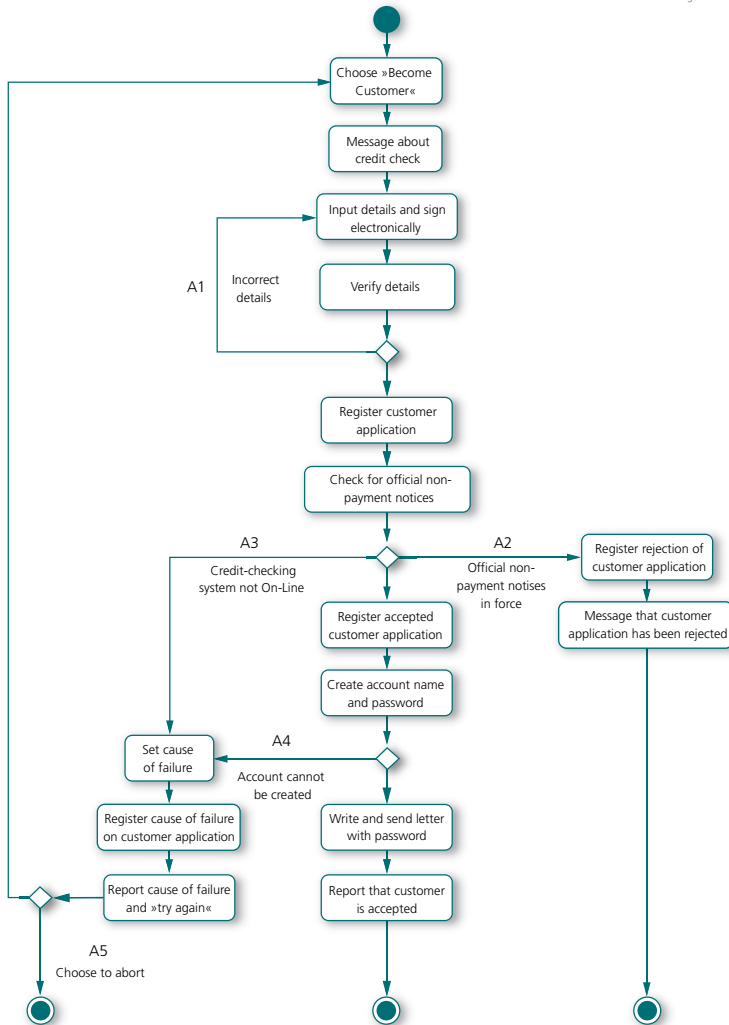 Choose »Become
Customer«
Message about
credit check
Input details and sign
electronically
A1
Incorrect
details
Verify details
Register customer
application
Check for official non-
payment notices
A3
Credit-checking
system not On-Line
A2
Official non-
payment notises
in force
Register rejection of
customer application
Message that customer
application has been rejected
Register accepted
customer application
Create account name
and password
A4
Account cannot
be created
Set cause
of failure
Register cause of failure
on customer application
Write and send letter
with password
Report cause of failure
and »try again«
Report that customer
is accepted
A5
Choose to abort